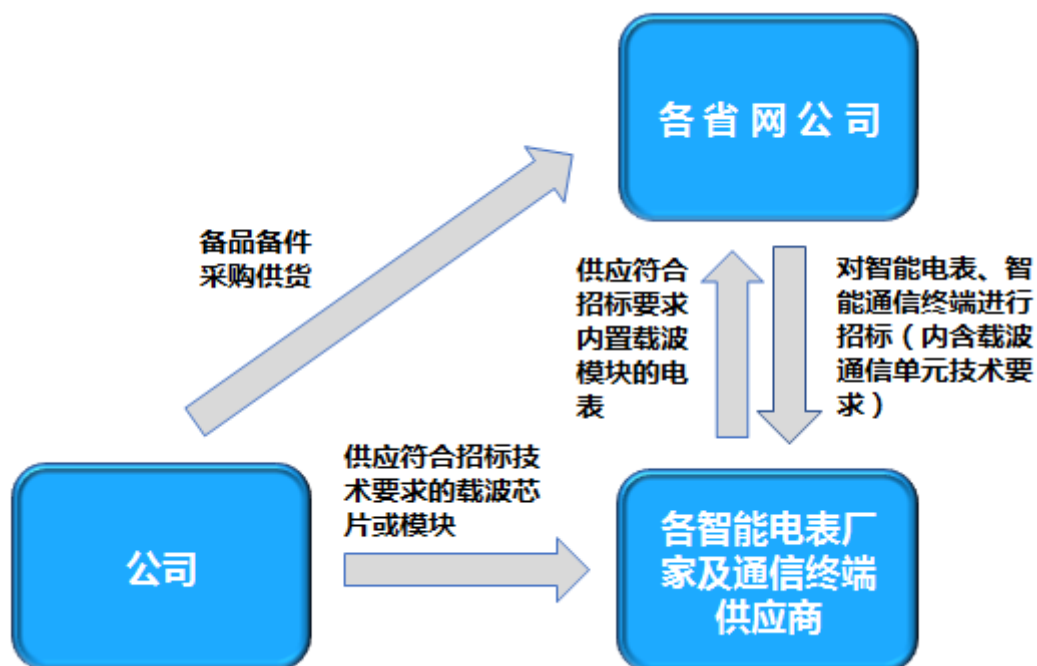 各省网公司
备品备件
采购供货
供应符合
招标要求
内置载波
模块的电
表
对智能电表、智
能通信终端进行
招标（内含载波
通信单元技术要
求）
供应符合招标技
术要求的载波芯
片或模块
公司
各智能电表厂
家及通信终端
供应商